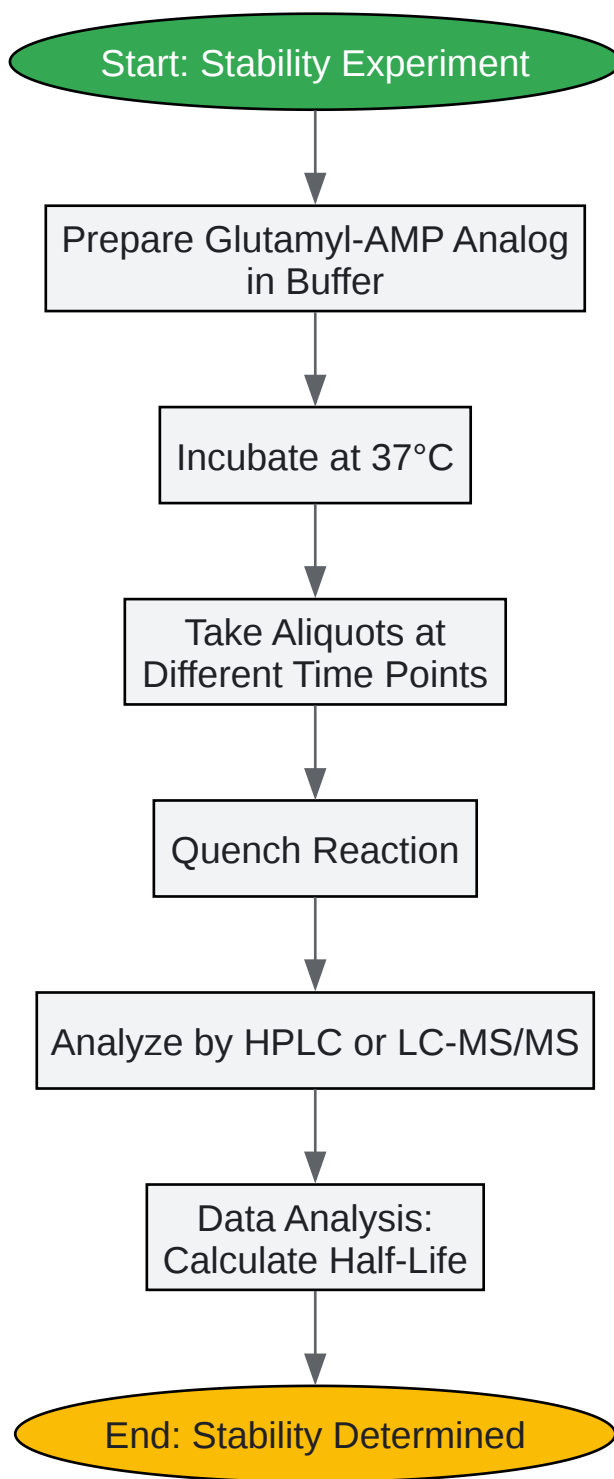 Start: Stability Experiment
Prepare Glutamyl-AMP Analog
in Buffer
Incubate at 37°C
Take Aliquots at
Different Time Points
Quench Reaction
Analyze by HPLC or LC-MS/MS
Data Analysis:
Calculate Half-Life
End: Stability Determined